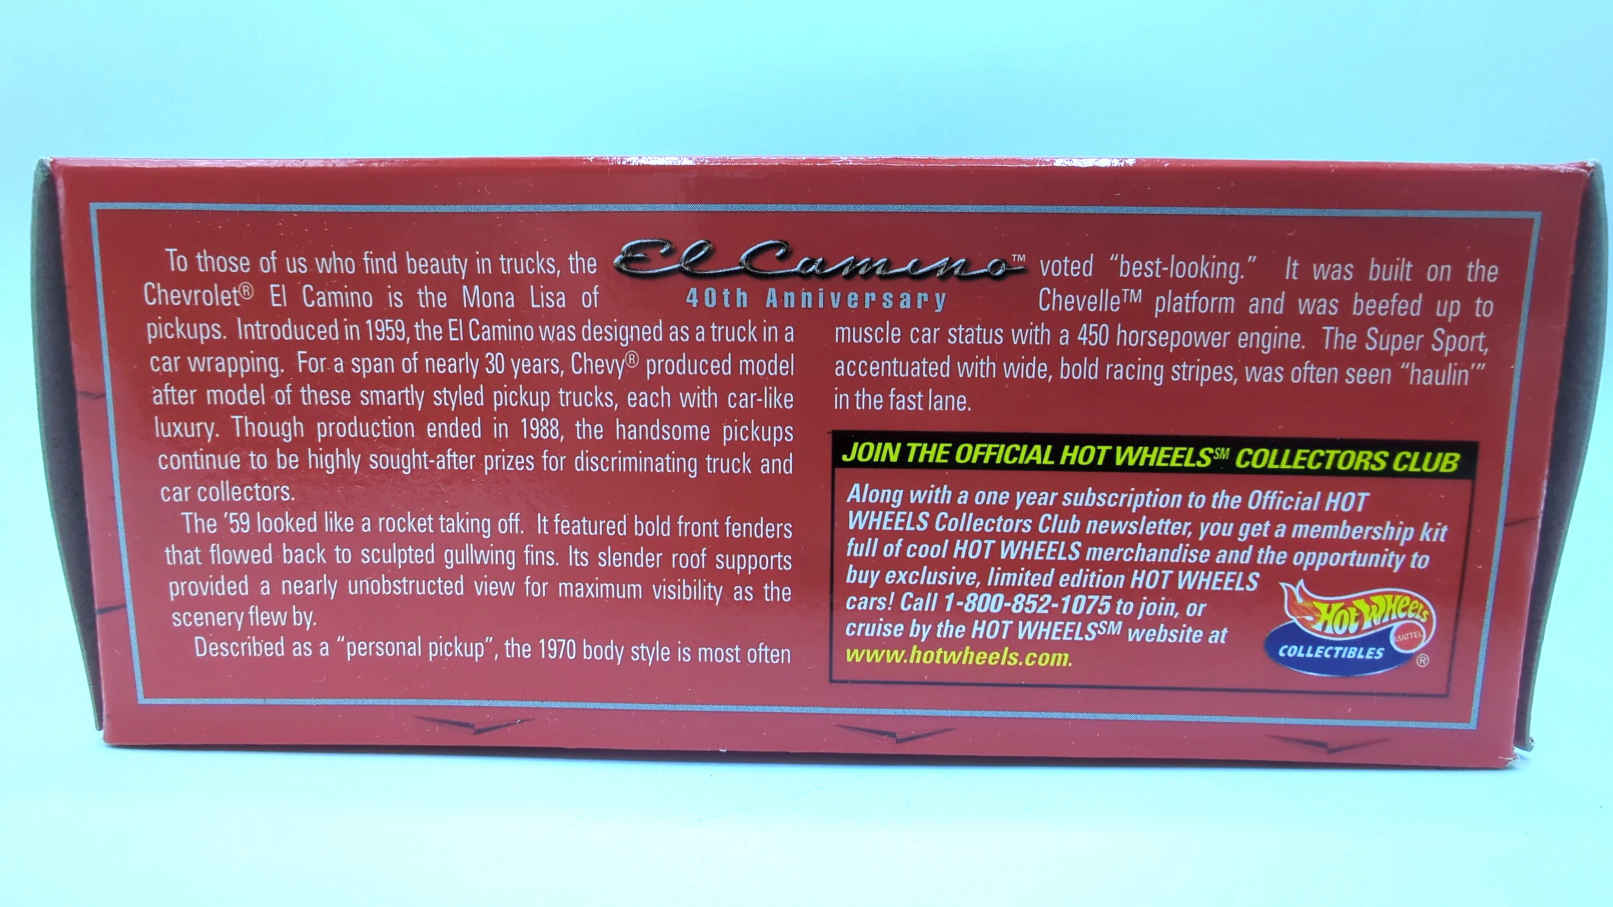 El Camino™
40th Anniversary
To those of us who find beauty in trucks, the
Chevrolet® El Camino is the Mona Lisa of
pickups. Introduced in 1959, the El Camino was designed as a truck in a
car wrapping. For a span of nearly 30 years, Chevy® produced model
after model of these smartly styled pickup trucks, each with car-like
luxury. Though production ended in 1988, the handsome pickups
continue to be highly sought-after prizes for discriminating truck and
car collectors.
The '59 looked like a rocket taking off. It featured bold front fenders
that flowed back to sculpted gullwing fins. Its slender roof supports
provided a nearly unobstructed view for maximum visibility as the
scenery flew by.
Described as a “personal pickup”, the 1970 body style is most often
voted “best-looking.” It was built on the
Chevelle™ platform and was beefed up to
muscle car status with a 450 horsepower engine. The Super Sport,
accentuated with wide, bold racing stripes, was often seen “haulin'”
in the fast lane.
JOIN THE OFFICIAL HOT WHEELS℠ COLLECTORS CLUB
Along with a one year subscription to the Official HOT
WHEELS Collectors Club newsletter, you get a membership kit
full of cool HOT WHEELS merchandise and the opportunity to
buy exclusive, limited edition HOT WHEELS
cars! Call 1-800-852-1075 to join, or
cruise by the HOT WHEELS℠ website at
www.hotwheels.com.
Hot Wheels
MATTEL
COLLECTIBLES
®